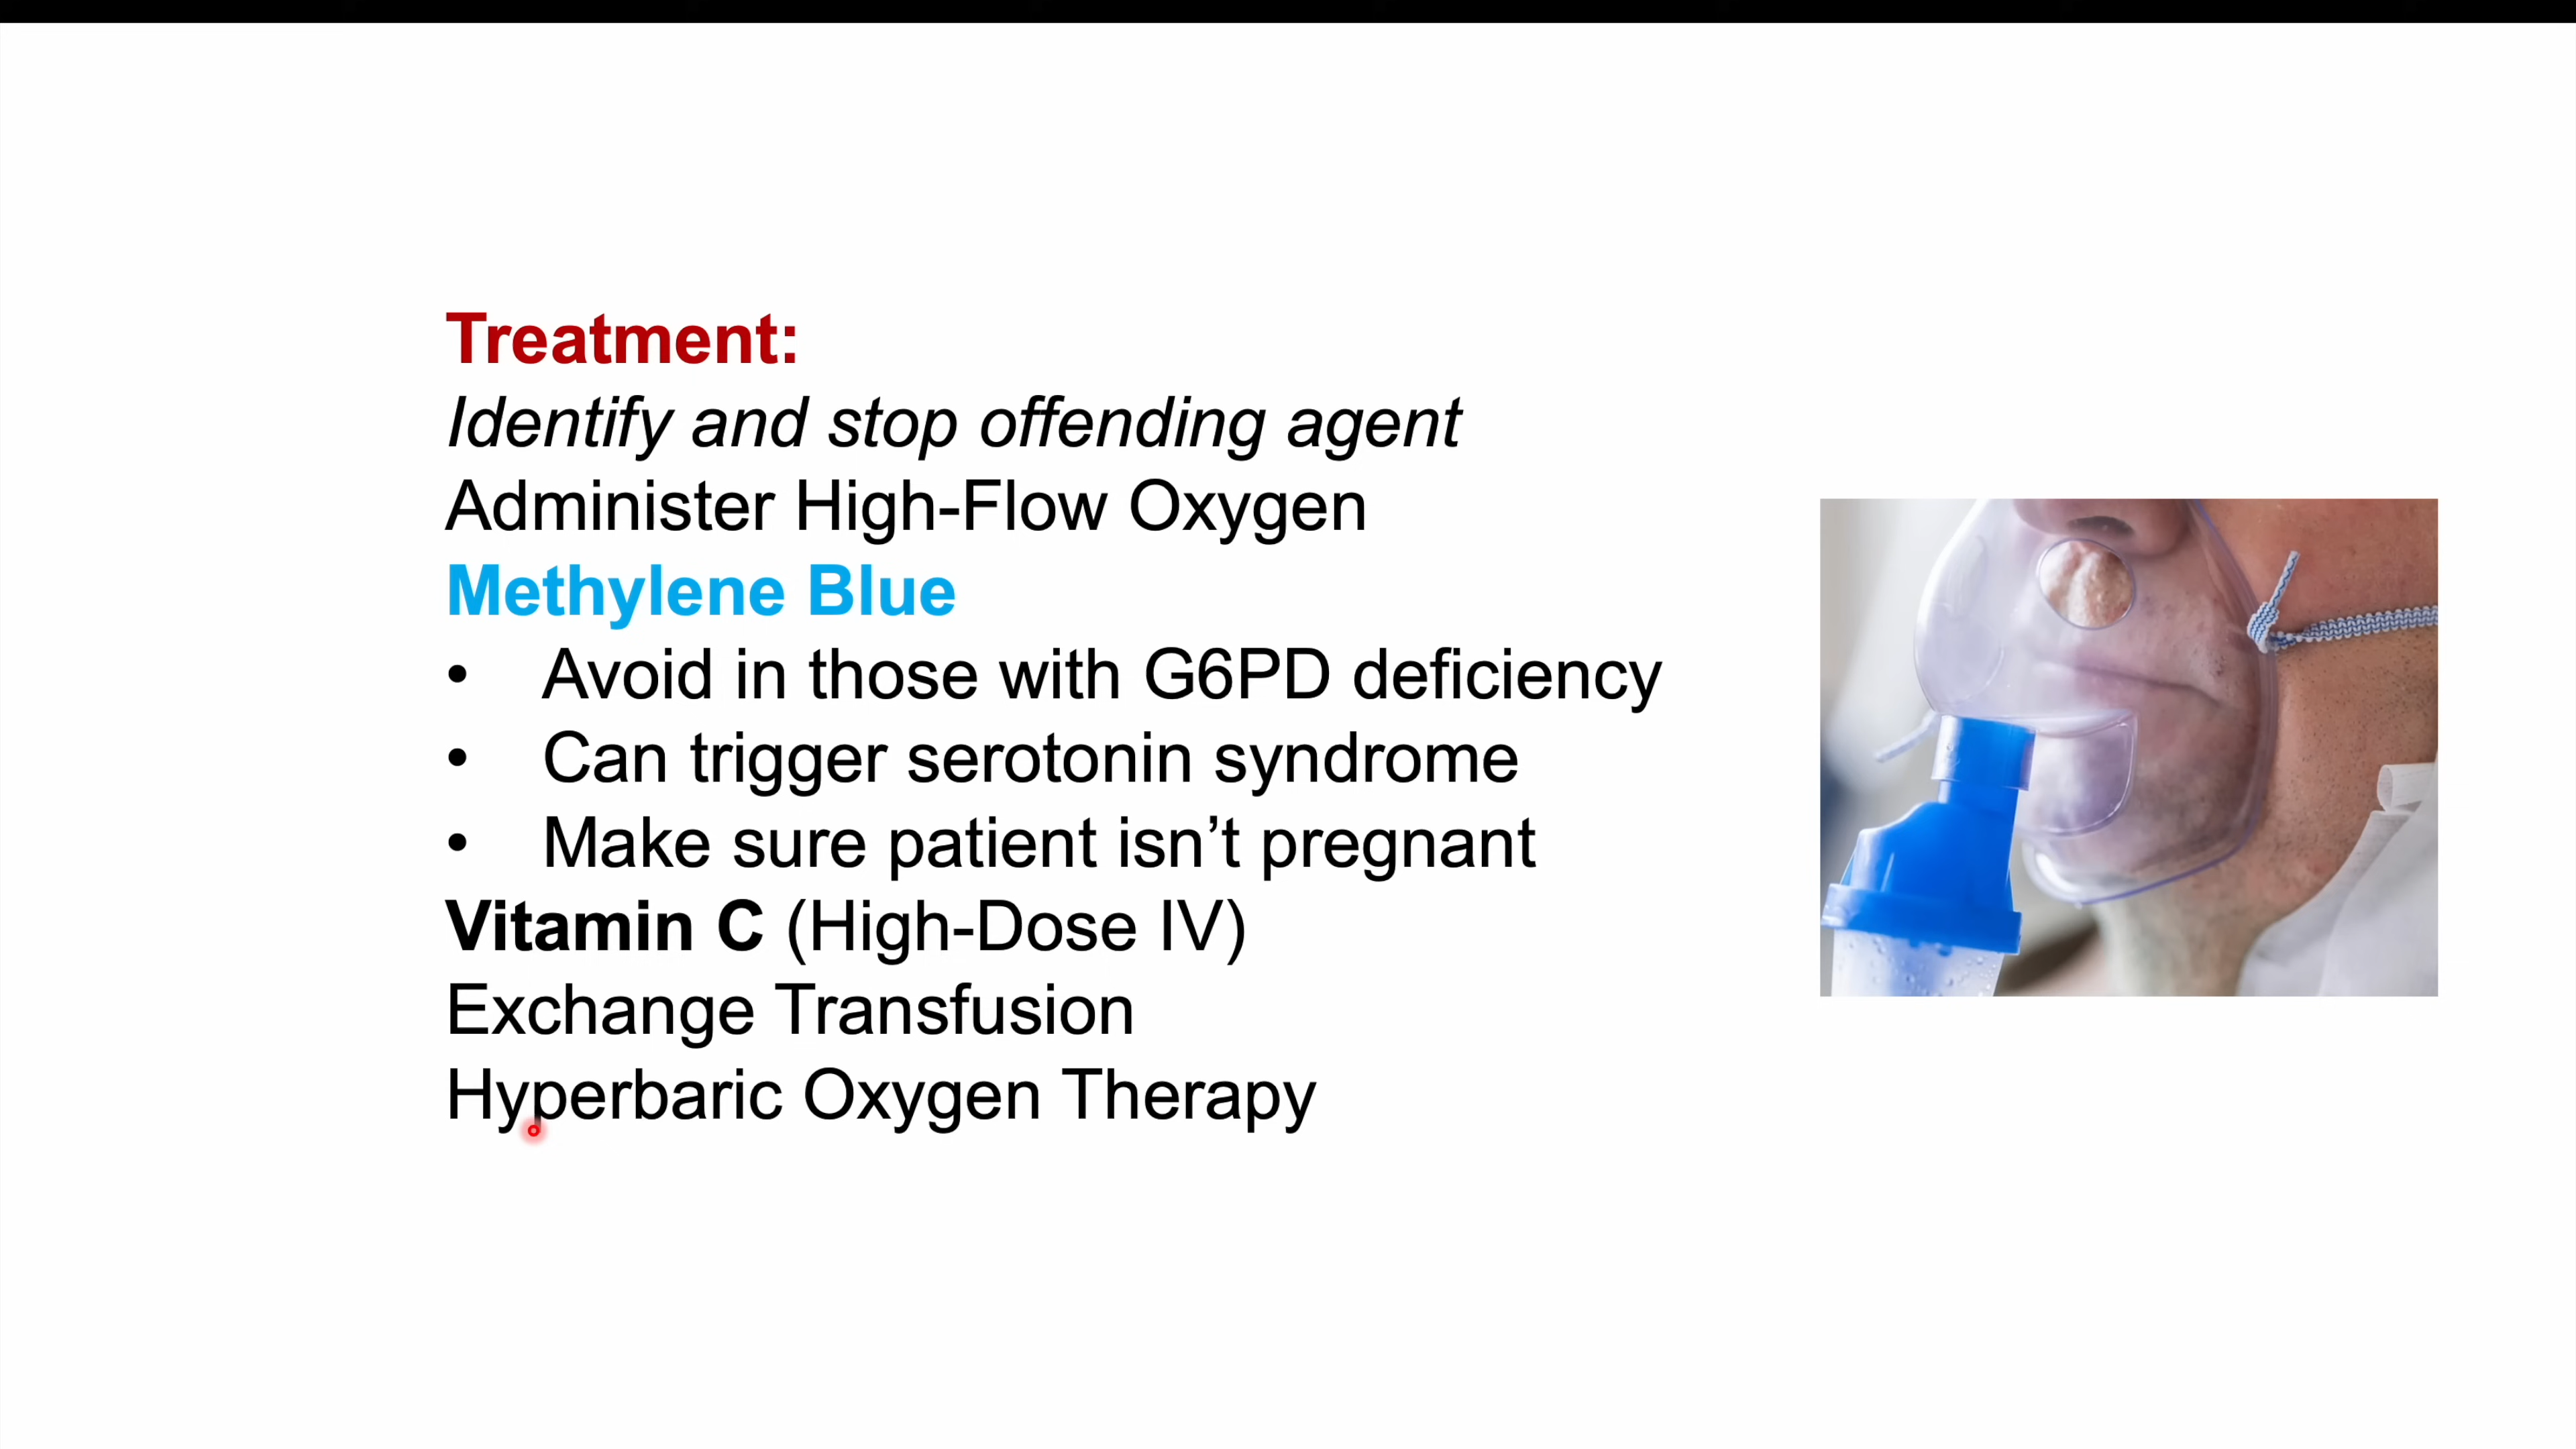 Treatment:
Identify and stop offending agent
Administer High-Flow Oxygen
Methylene Blue
• Avoid in those with G6PD deficiency
• Can trigger serotonin syndrome
• Make sure patient isn’t pregnant
Vitamin C (High-Dose IV)
Exchange Transfusion
Hyperbaric Oxygen Therapy